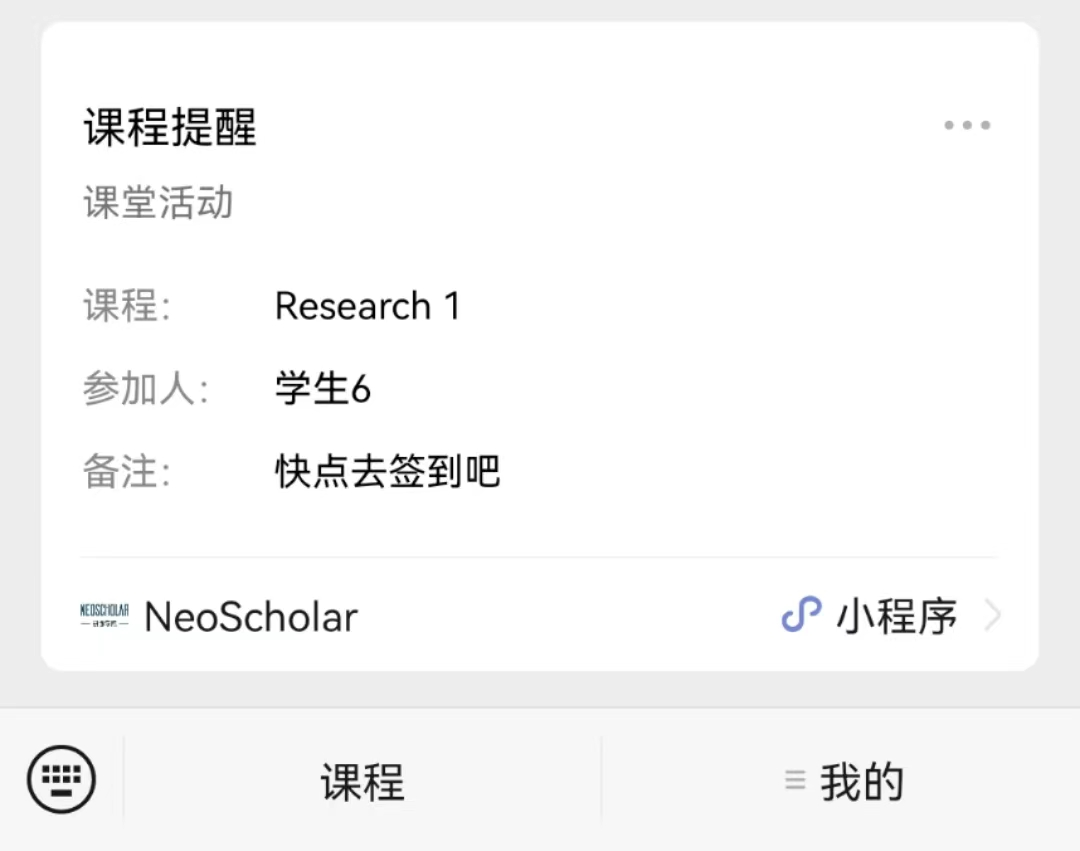 课程提醒
课堂活动
课程: Research 1
参加人: 学生6
备注: 快点去签到吧
NEOSCHOLAR
NeoScholar 小程序
课程 我的